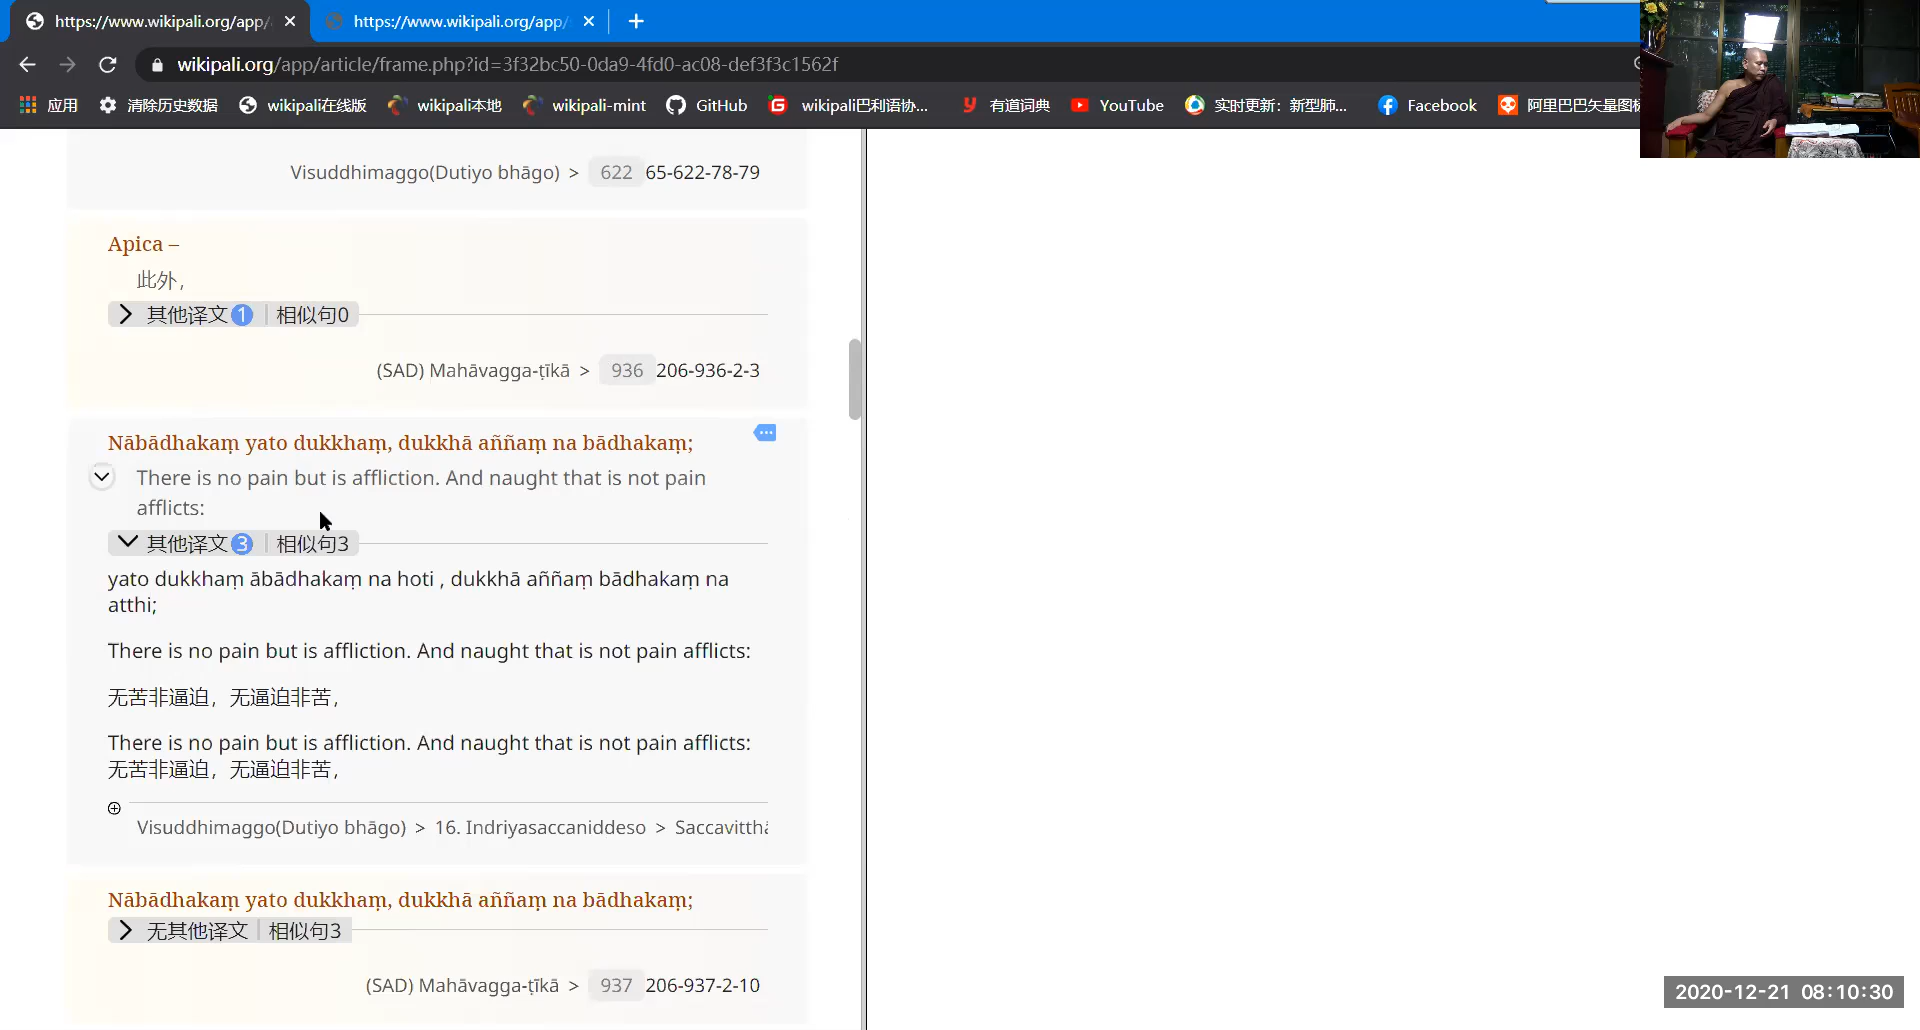 https://www.wikipali.org/app/
https://www.wikipali.org/app/
wikipali.org/app/article/frame.php?id=3f32bc50-0da9-4fd0-ac08-def3f3c1562f
应用 清除历史数据 wikipali在线版 wikipali本地 wikipali-mint GitHub wikipali巴利语协... 有道词典 YouTube 实时更新：新型肺... Facebook 阿里巴巴矢量图标
Visuddhimaggo(Dutiyo bhāgo) > 622 65-622-78-79
Apica –
此外，
其他译文 1 相似句0
(SAD) Mahāvagga-ṭīkā > 936 206-936-2-3
Nābādhakaṃ yato dukkhaṃ, dukkhā aññaṃ na bādhakaṃ;
There is no pain but is affliction. And naught that is not pain
afflicts:
其他译文 3 相似句3
yato dukkhaṃ ābādhakaṃ na hoti , dukkhā aññaṃ bādhakaṃ na
atthi;
There is no pain but is affliction. And naught that is not pain afflicts:
无苦非逼迫，无逼迫非苦，
There is no pain but is affliction. And naught that is not pain afflicts:
无苦非逼迫，无逼迫非苦，
Visuddhimaggo(Dutiyo bhāgo) > 16. Indriyasaccaniddeso > Saccavitthā
Nābādhakaṃ yato dukkhaṃ, dukkhā aññaṃ na bādhakaṃ;
无其他译文 相似句3
(SAD) Mahāvagga-ṭīkā > 937 206-937-2-10
2020-12-21 08:10:30